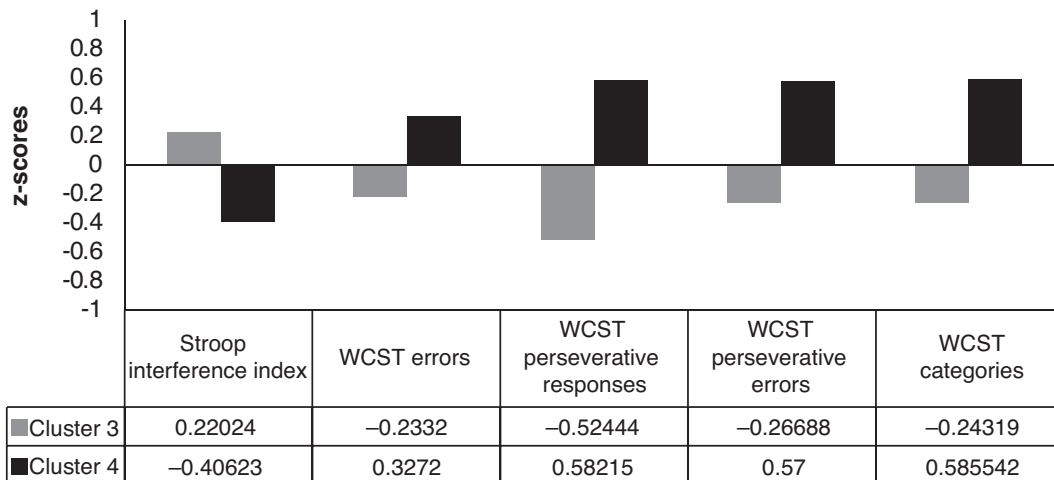 z-scores
1
0.8
0.6
0.4
0.2
0
-0.2
-0.4
-0.6
-0.8
-1
Stroop
interference index
WCST errors
WCST
perseverative
responses
WCST
perseverative
errors
WCST
categories
Cluster 3 0.22024 –0.2332 –0.52444 –0.26688 –0.24319
Cluster 4 –0.40623 0.3272 0.58215 0.57 0.585542